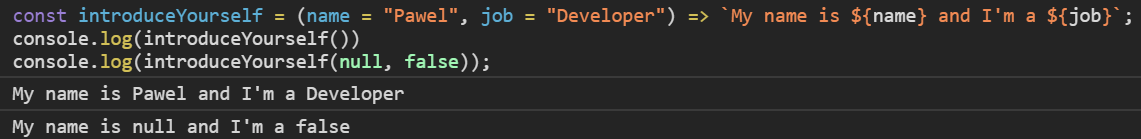 const introduceYourself = (name = "Pawel", job = "Developer") => `My name is ${name} and I'm a ${job}`;
console.log(introduceYourself())
console.log(introduceYourself(null, false));
My name is Pawel and I'm a Developer
My name is null and I'm a false